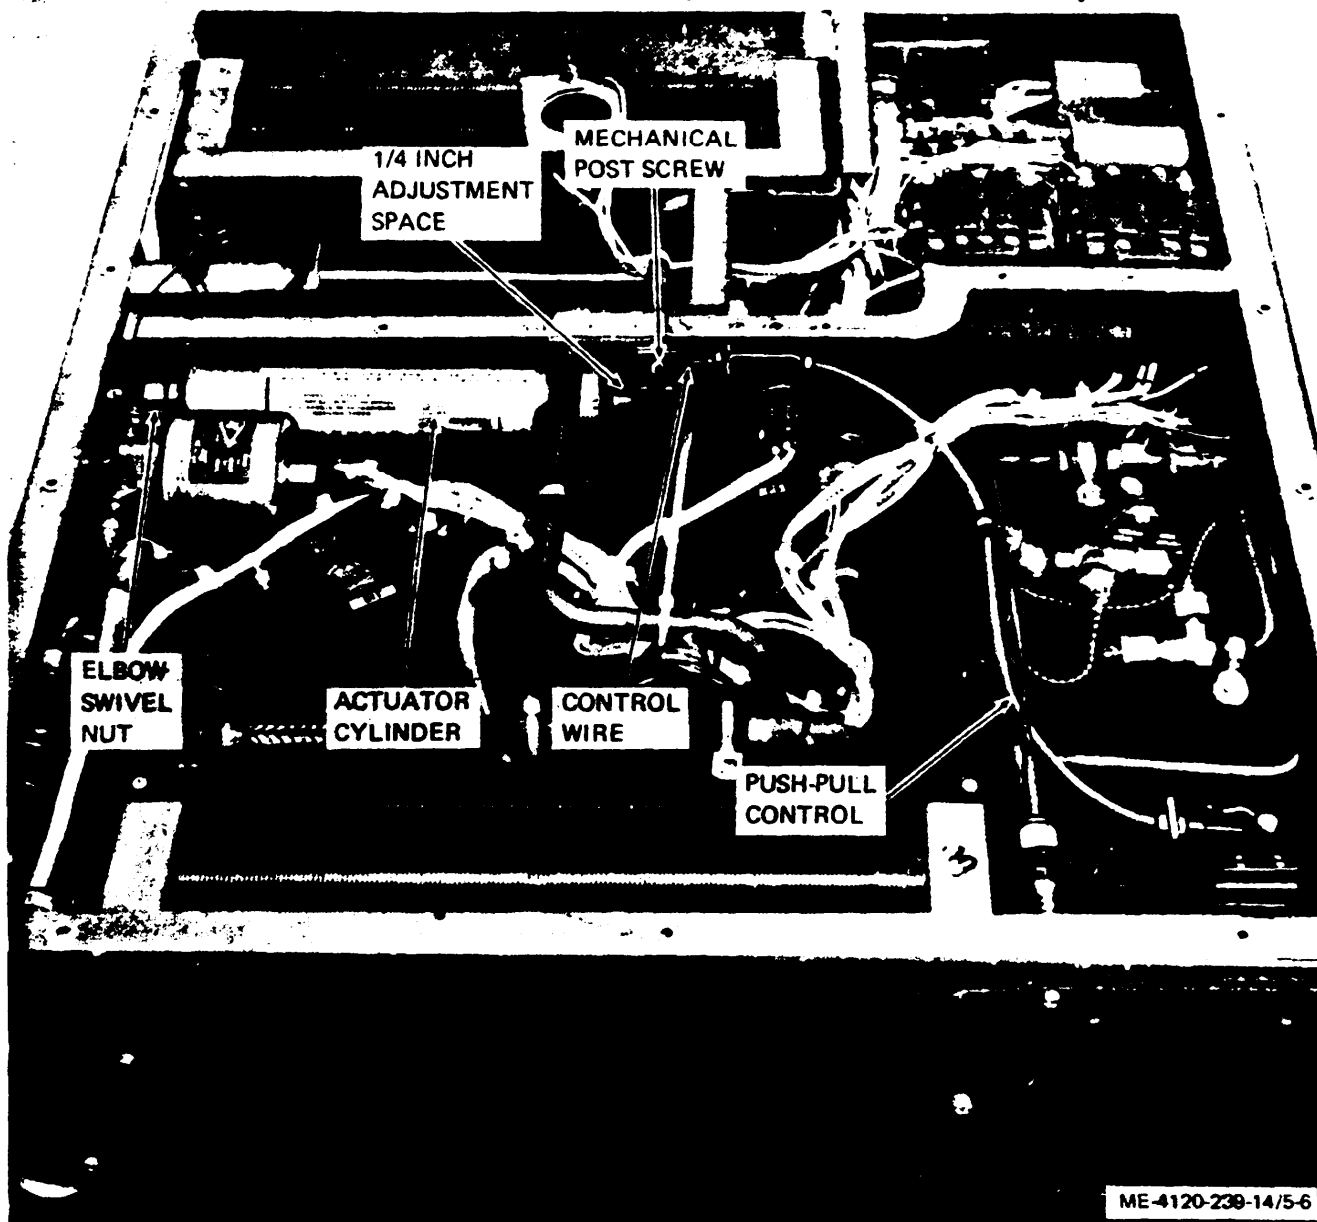 MECHANICAL
POST SCREW
1/4 INCH
ADJUSTMENT
SPACE
ELBOW
SWIVEL
NUT
ACTUATOR
CYLINDER
CONTROL
WIRE
PUSH-PULL
CONTROL
ME-4120-239-14/5-6